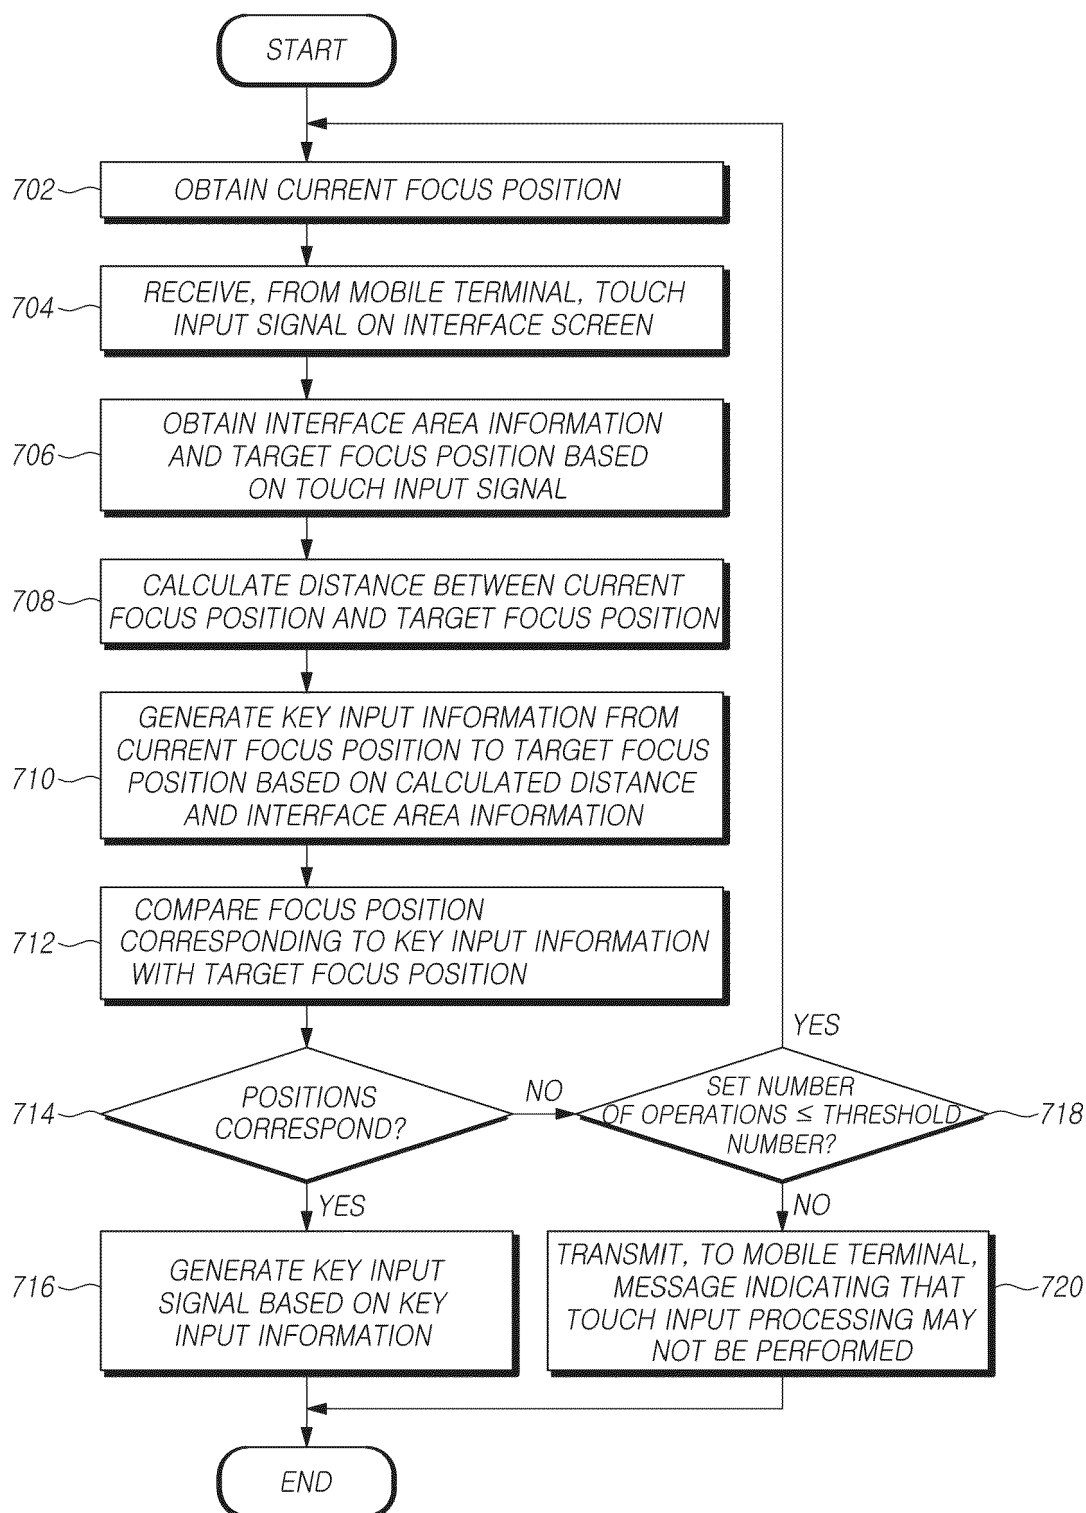 START
702
OBTAIN CURRENT FOCUS POSITION
704
RECEIVE, FROM MOBILE TERMINAL, TOUCH
INPUT SIGNAL ON INTERFACE SCREEN
706
OBTAIN INTERFACE AREA INFORMATION
AND TARGET FOCUS POSITION BASED
ON TOUCH INPUT SIGNAL
708
CALCULATE DISTANCE BETWEEN CURRENT
FOCUS POSITION AND TARGET FOCUS POSITION
710
GENERATE KEY INPUT INFORMATION FROM
CURRENT FOCUS POSITION TO TARGET FOCUS
POSITION BASED ON CALCULATED DISTANCE
AND INTERFACE AREA INFORMATION
712
COMPARE FOCUS POSITION
CORRESPONDING TO KEY INPUT INFORMATION
WITH TARGET FOCUS POSITION
714
POSITIONS
CORRESPOND?
NO
YES
SET NUMBER
OF OPERATIONS ≤ THRESHOLD
NUMBER?
718
YES
NO
716
GENERATE KEY INPUT
SIGNAL BASED ON KEY
INPUT INFORMATION
TRANSMIT, TO MOBILE TERMINAL,
MESSAGE INDICATING THAT
TOUCH INPUT PROCESSING MAY
NOT BE PERFORMED
720
END